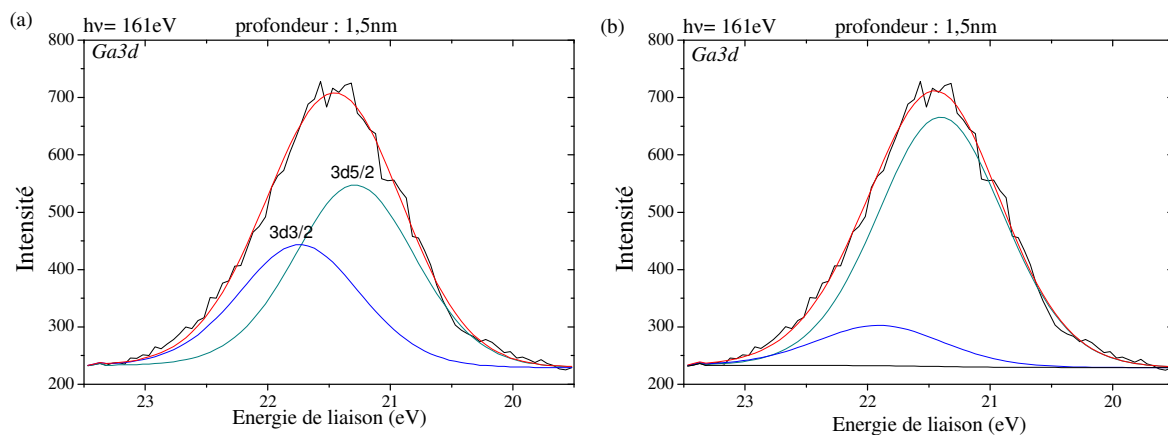 (a)
hν= 161eV profondeur : 1,5nm
Ga3d
800
700
600
500
400
300
200
3d5/2
3d3/2
23 22 21 20
Intensité
Energie de liaison (eV)
(b)
hν= 161eV profondeur : 1,5nm
Ga3d
800
700
600
500
400
300
200
23 22 21 20
Intensité
Energie de liaison (eV)